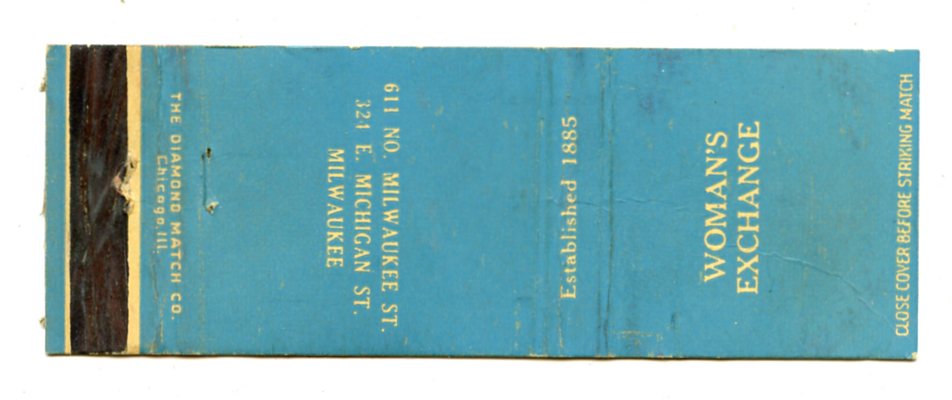 THE DIAMOND MATCH CO.
Chicago, Ill.
611 NO. MILWAUKEE ST.
324 E. MICHIGAN ST.
MILWAUKEE
Established 1885
WOMAN'S
EXCHANGE
CLOSE COVER BEFORE STRIKING MATCH